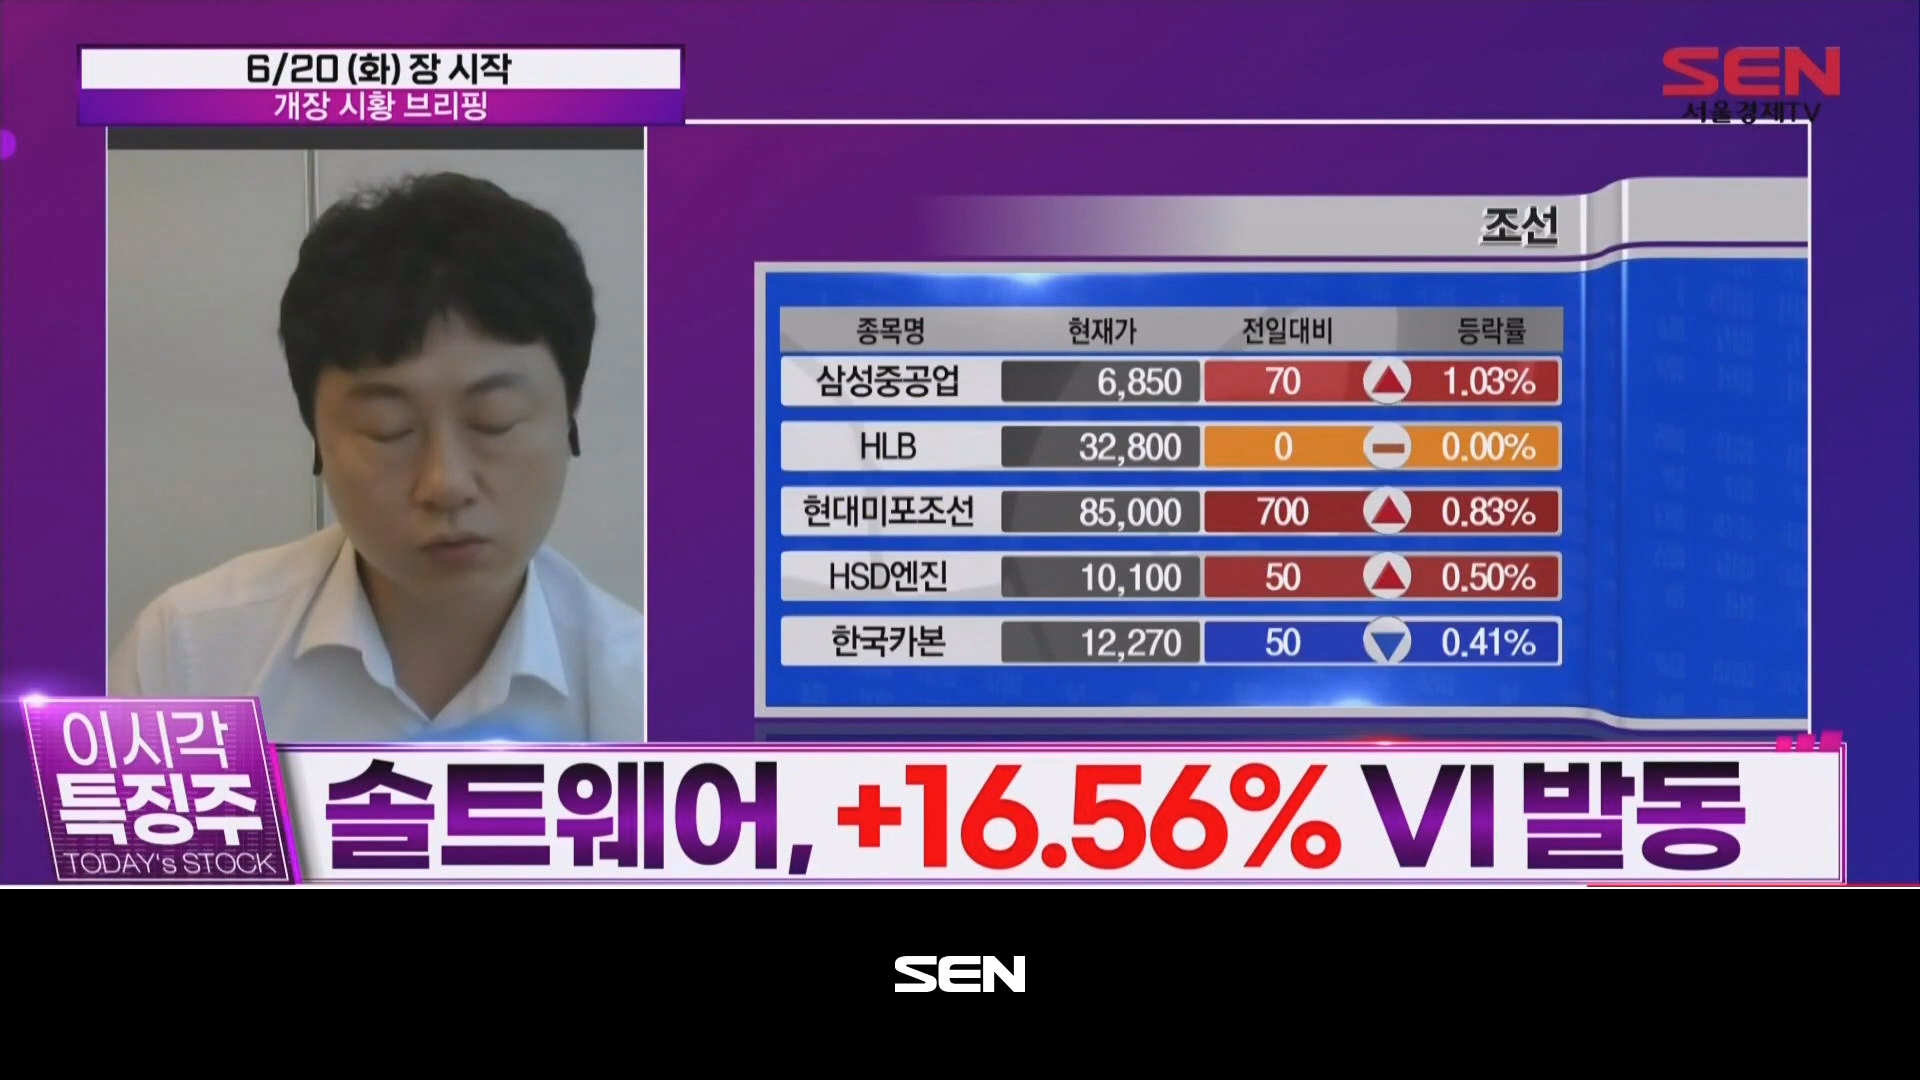 6/20 (화) 장 시작
개장 시황 브리핑
SEN
서울경제TV
조선
종목명 현재가 전일대비 등락률
삼성중공업 6,850 70 1.03%
HLB 32,800 0 0.00%
현대미포조선 85,000 700 0.83%
HSD엔진 10,100 50 0.50%
한국카본 12,270 50 0.41%
이시각
특징주
TODAY's STOCK
솔트웨어, +16.56% VI 발동
SEN